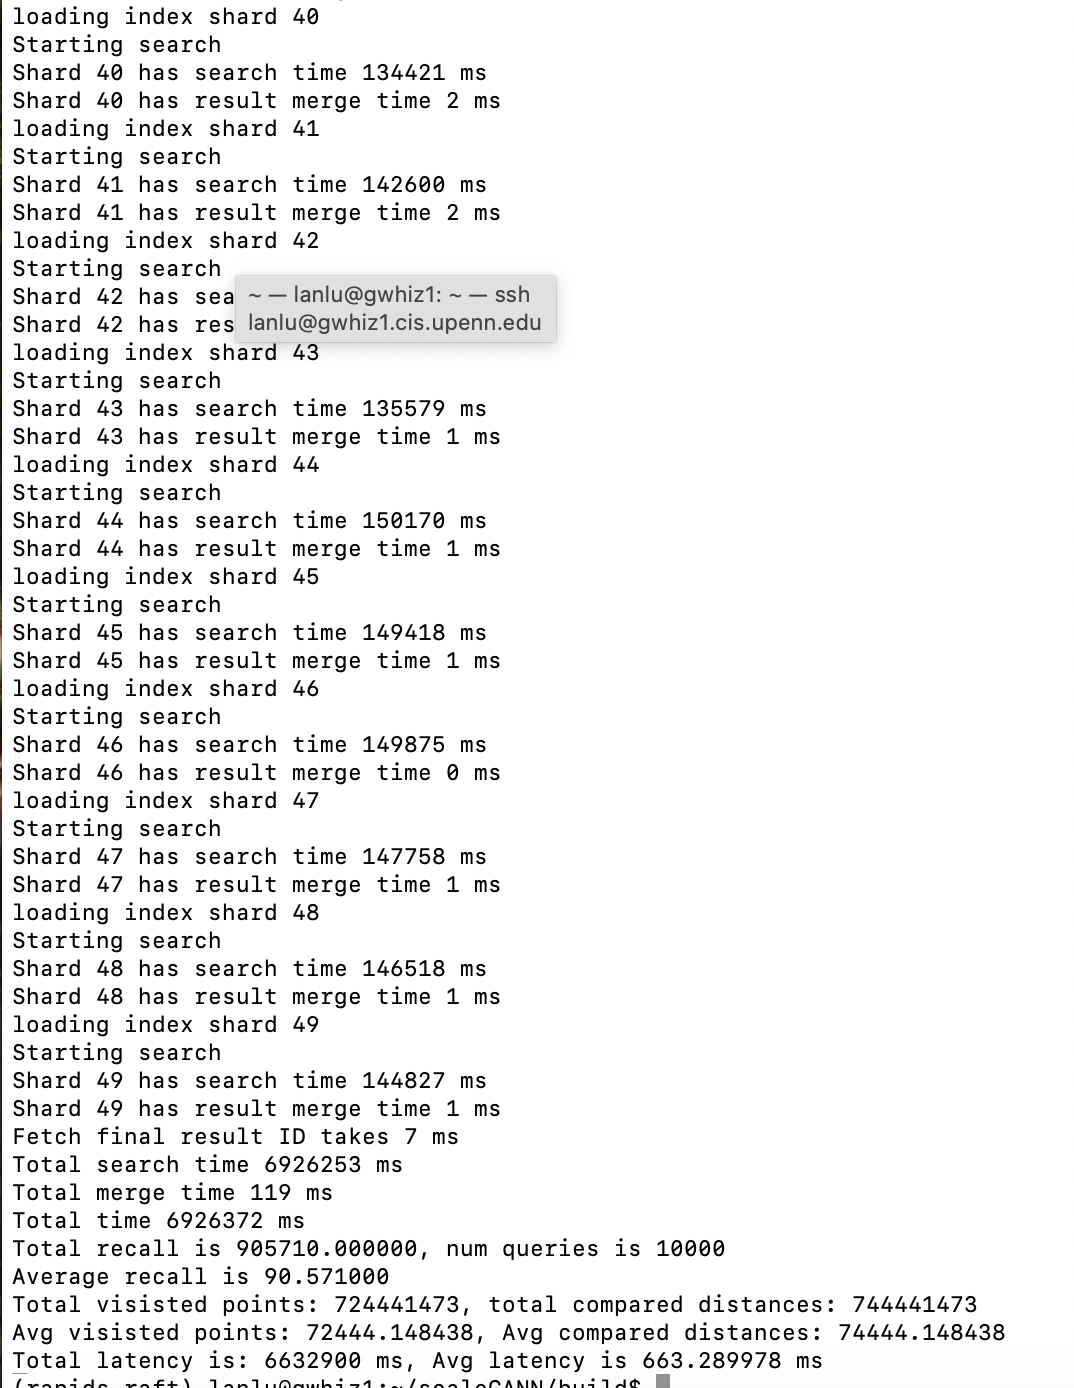 loading index shard 40
Starting search
Shard 40 has search time 134421 ms
Shard 40 has result merge time 2 ms
loading index shard 41
Starting search
Shard 41 has search time 142600 ms
Shard 41 has result merge time 2 ms
loading index shard 42
Starting search
Shard 42 has sea
~ — lanlu@gwhiz1: ~ — ssh
Shard 42 has res
lanlu@gwhiz1.cis.upenn.edu
loading index shard 43
Starting search
Shard 43 has search time 135579 ms
Shard 43 has result merge time 1 ms
loading index shard 44
Starting search
Shard 44 has search time 150170 ms
Shard 44 has result merge time 1 ms
loading index shard 45
Starting search
Shard 45 has search time 149418 ms
Shard 45 has result merge time 1 ms
loading index shard 46
Starting search
Shard 46 has search time 149875 ms
Shard 46 has result merge time 0 ms
loading index shard 47
Starting search
Shard 47 has search time 147758 ms
Shard 47 has result merge time 1 ms
loading index shard 48
Starting search
Shard 48 has search time 146518 ms
Shard 48 has result merge time 1 ms
loading index shard 49
Starting search
Shard 49 has search time 144827 ms
Shard 49 has result merge time 1 ms
Fetch final result ID takes 7 ms
Total search time 6926253 ms
Total merge time 119 ms
Total time 6926372 ms
Total recall is 905710.000000, num queries is 10000
Average recall is 90.571000
Total visisted points: 724441473, total compared distances: 744441473
Avg visisted points: 72444.148438, Avg compared distances: 74444.148438
Total latency is: 6632900 ms, Avg latency is 663.289978 ms
(rapids_raft) lanlu@gwhiz1:~/scaleGANN/build$